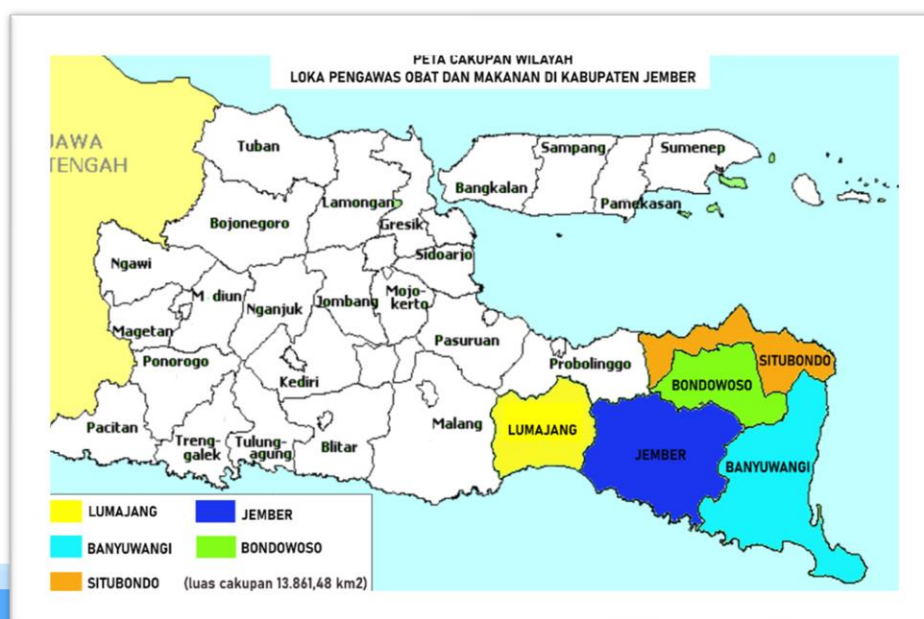 PETA CAKUPAN WILAYAH
LOKA PENGAWAS OBAT DAN MAKANAN DI KABUPATEN JEMBER
JAWA
TENGAH
Tuban
Sampang
Sumenep
Bangkalan
Lamongan
Pamekasan
Bojonegoro
Gresik
Sidoarjo
Ngawi
M diun
Nganjuk
Jombang
Mojo-
kerto
Magetan
Pasuruan
Ponorogo
Probolinggo
SITUBONDO
Kediri
BONDOWOSO
Pacitan
Treng-
galek
Tulung-
agung
Blitar
Malang
LUMAJANG
JEMBER
BANYUWANGI
LUMAJANG
JEMBER
BANYUWANGI
BONDOWOSO
SITUBONDO
(luas cakupan 13.861,48 km2)